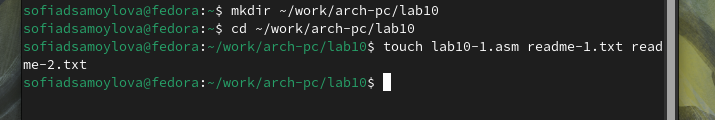 sofiadsamoylova@fedora:~$ mkdir ~/work/arch-pc/lab10
sofiadsamoylova@fedora:~$ cd ~/work/arch-pc/lab10
sofiadsamoylova@fedora:~/work/arch-pc/lab10$ touch lab10-1.asm readme-1.txt read
me-2.txt
sofiadsamoylova@fedora:~/work/arch-pc/lab10$